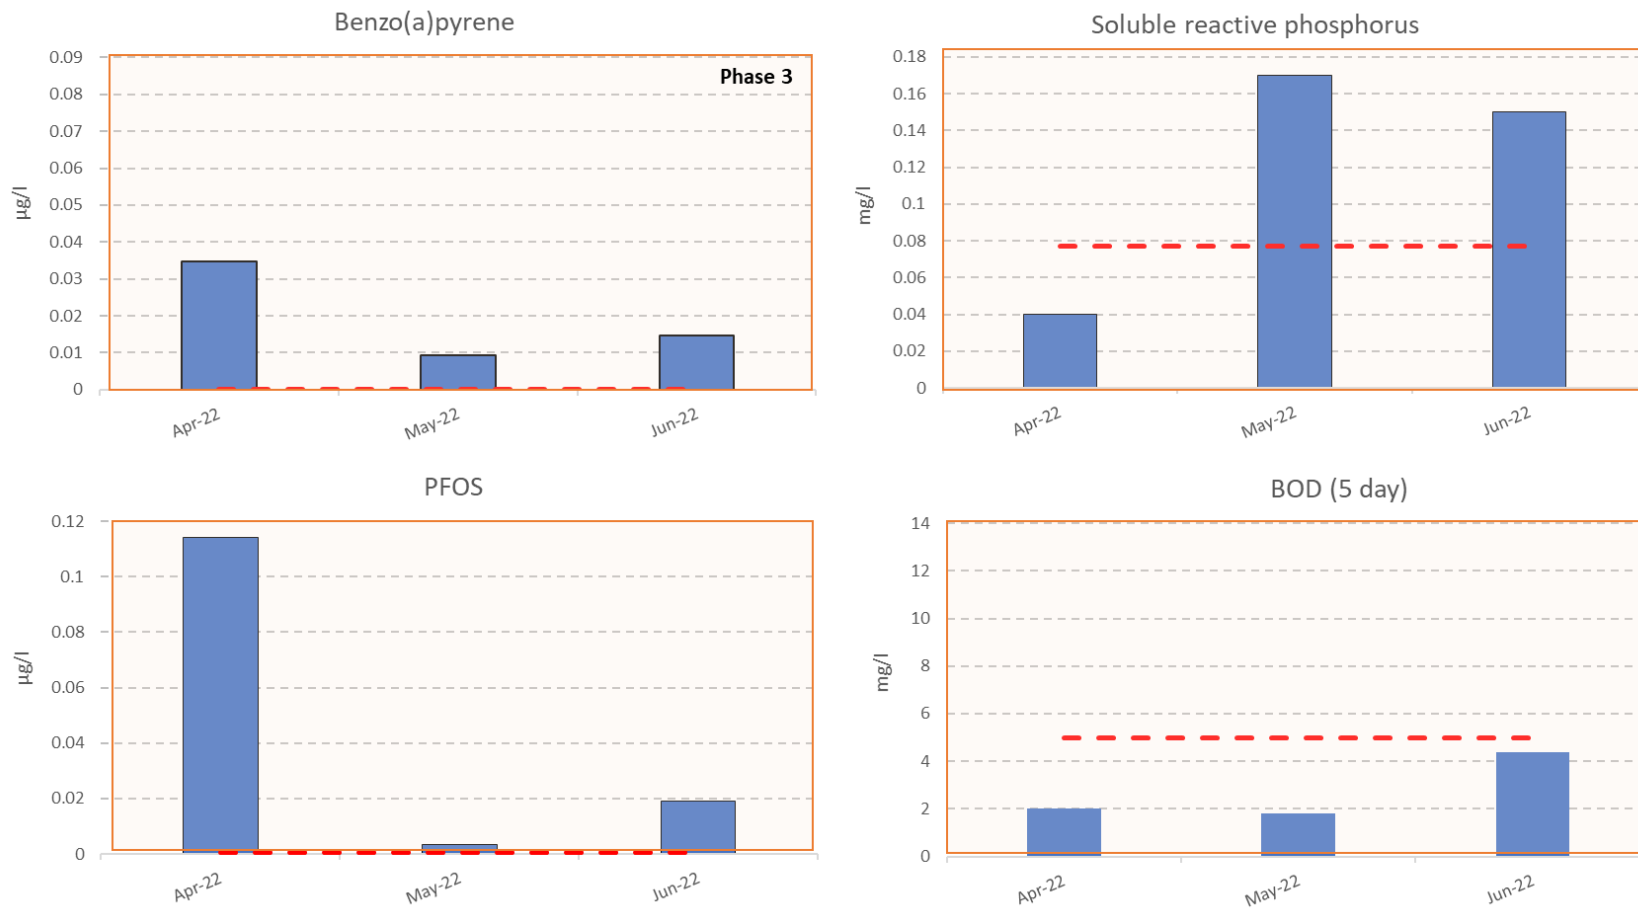 Benzo(a)pyrene
Phase 3
µg/l
0.09
0.08
0.07
0.06
0.05
0.04
0.03
0.02
0.01
0
Apr-22
May-22
Jun-22
Soluble reactive phosphorus
mg/l
0.18
0.16
0.14
0.12
0.1
0.08
0.06
0.04
0.02
0
Apr-22
May-22
Jun-22
PFOS
µg/l
0.12
0.1
0.08
0.06
0.04
0.02
0
Apr-22
May-22
Jun-22
BOD (5 day)
mg/l
14
12
10
8
6
4
2
0
Apr-22
May-22
Jun-22